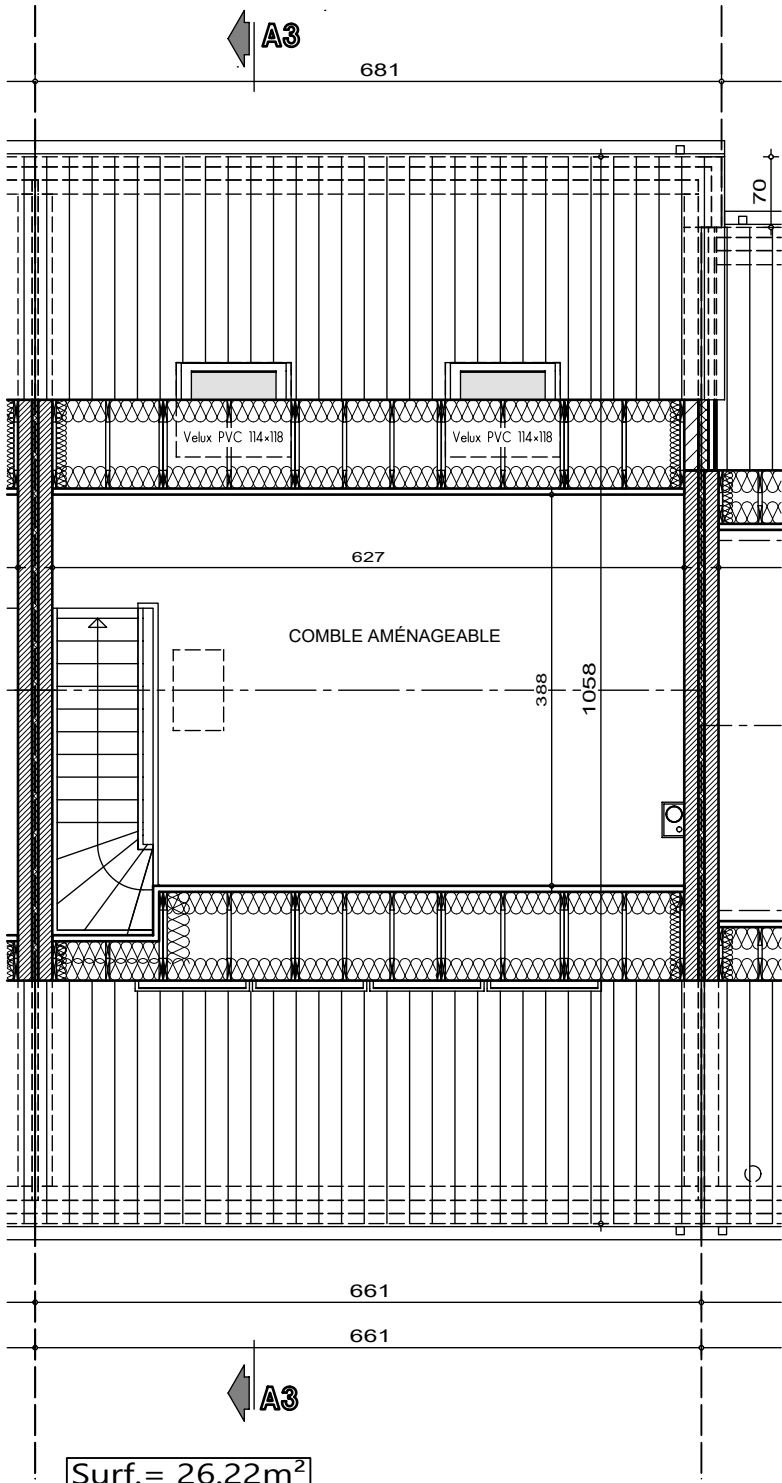 A3
681
70
Velux PVC 114×118
Velux PVC 114×118
627
COMBLE AMÉNAGEABLE
388
1058
661
661
A3
Surf.= 26.22m²